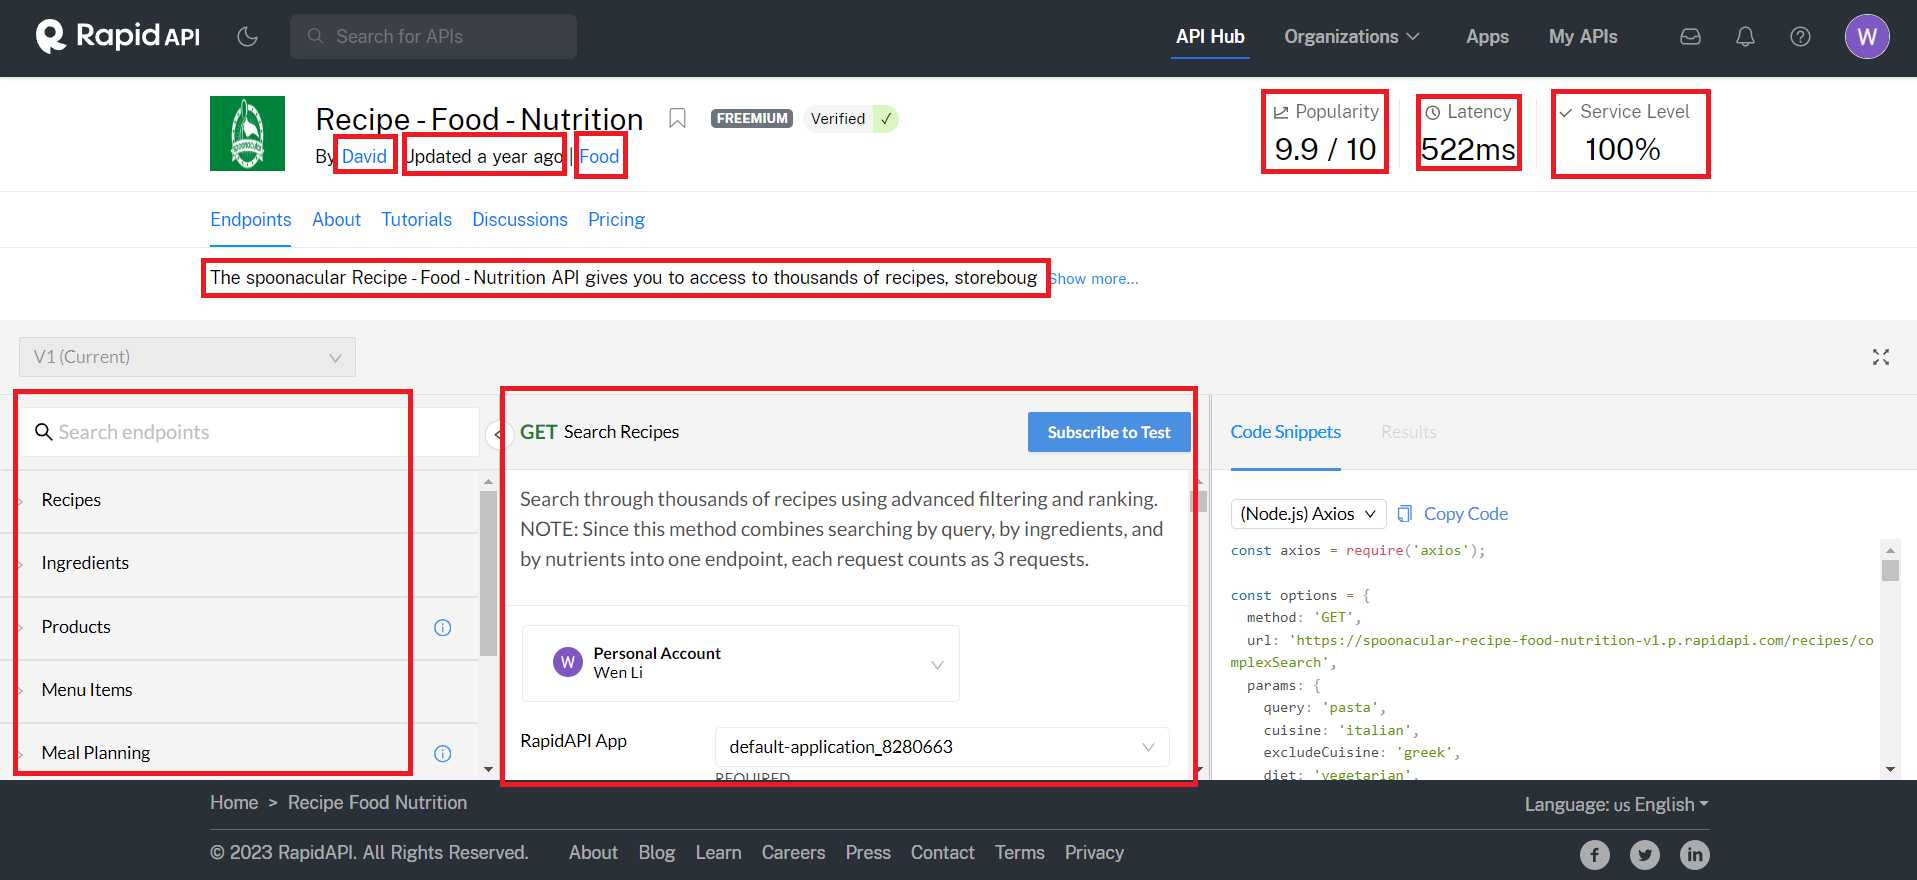 Rapid API
Search for APIs
API Hub
Organizations
Apps
My APIs
W
spoonacular
Recipe - Food - Nutrition
FREEMIUM
Verified ✓
By David Updated a year ago | Food
Popularity
9.9 / 10
Latency
522ms
Service Level
100%
Endpoints
About
Tutorials
Discussions
Pricing
The spoonacular Recipe - Food - Nutrition API gives you to access to thousands of recipes, storeboug Show more...
V1 (Current)
Search endpoints
Recipes
Ingredients
Products
Menu Items
Meal Planning
GET Search Recipes
Subscribe to Test
Search through thousands of recipes using advanced filtering and ranking.
NOTE: Since this method combines searching by query, by ingredients, and
by nutrients into one endpoint, each request counts as 3 requests.
W
Personal Account
Wen Li
RapidAPI App
default-application_8280663
REQUIRED
Code Snippets
Results
(Node.js) Axios
Copy Code
const axios = require('axios');
const options = {
method: 'GET',
url: 'https://spoonacular-recipe-food-nutrition-v1.p.rapidapi.com/recipes/co
mplexSearch',
params: {
query: 'pasta',
cuisine: 'italian',
excludeCuisine: 'greek',
diet: 'vegetarian',
Home > Recipe Food Nutrition
Language: US English
© 2023 RapidAPI. All Rights Reserved.
About
Blog
Learn
Careers
Press
Contact
Terms
Privacy